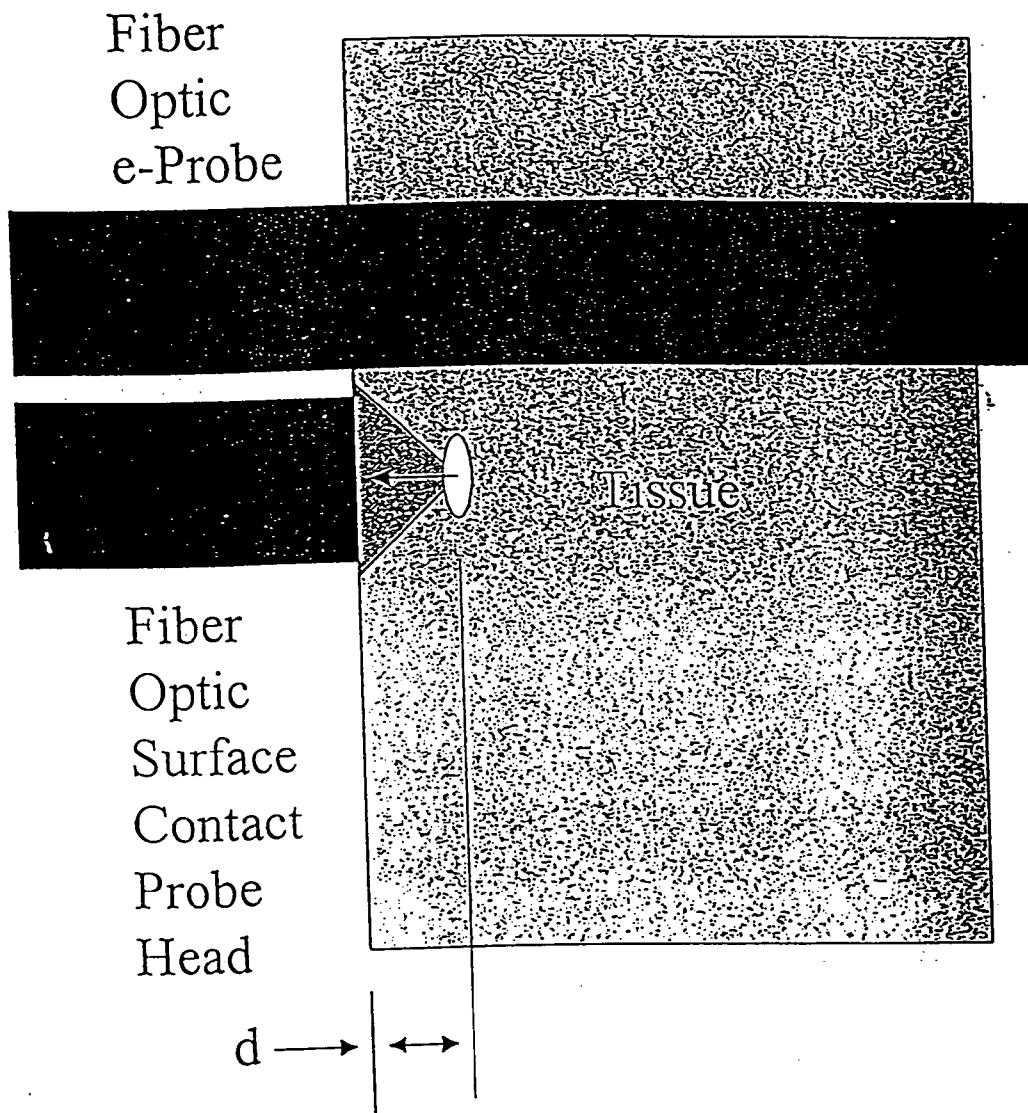 Fiber
Optic
e-Probe
Tissue
Fiber
Optic
Surface
Contact
Probe
Head
d